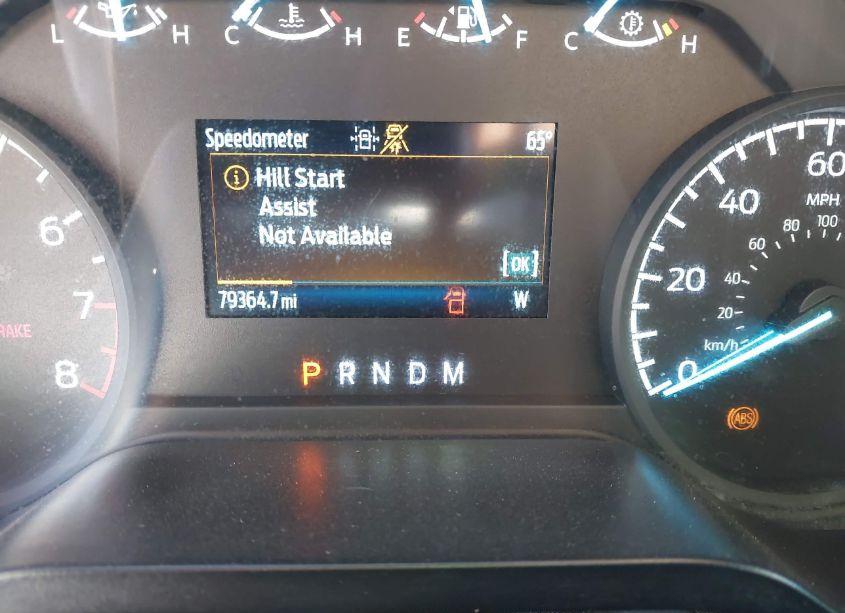 L H C H E F C H
Speedometer 65°
Hill Start
Assist
Not Available
[OK]
79364.7 mi W
P R N D M
6
7
8
RAKE
60
MPH
40
100
80
60
20
40
20
km/h
0
ABS